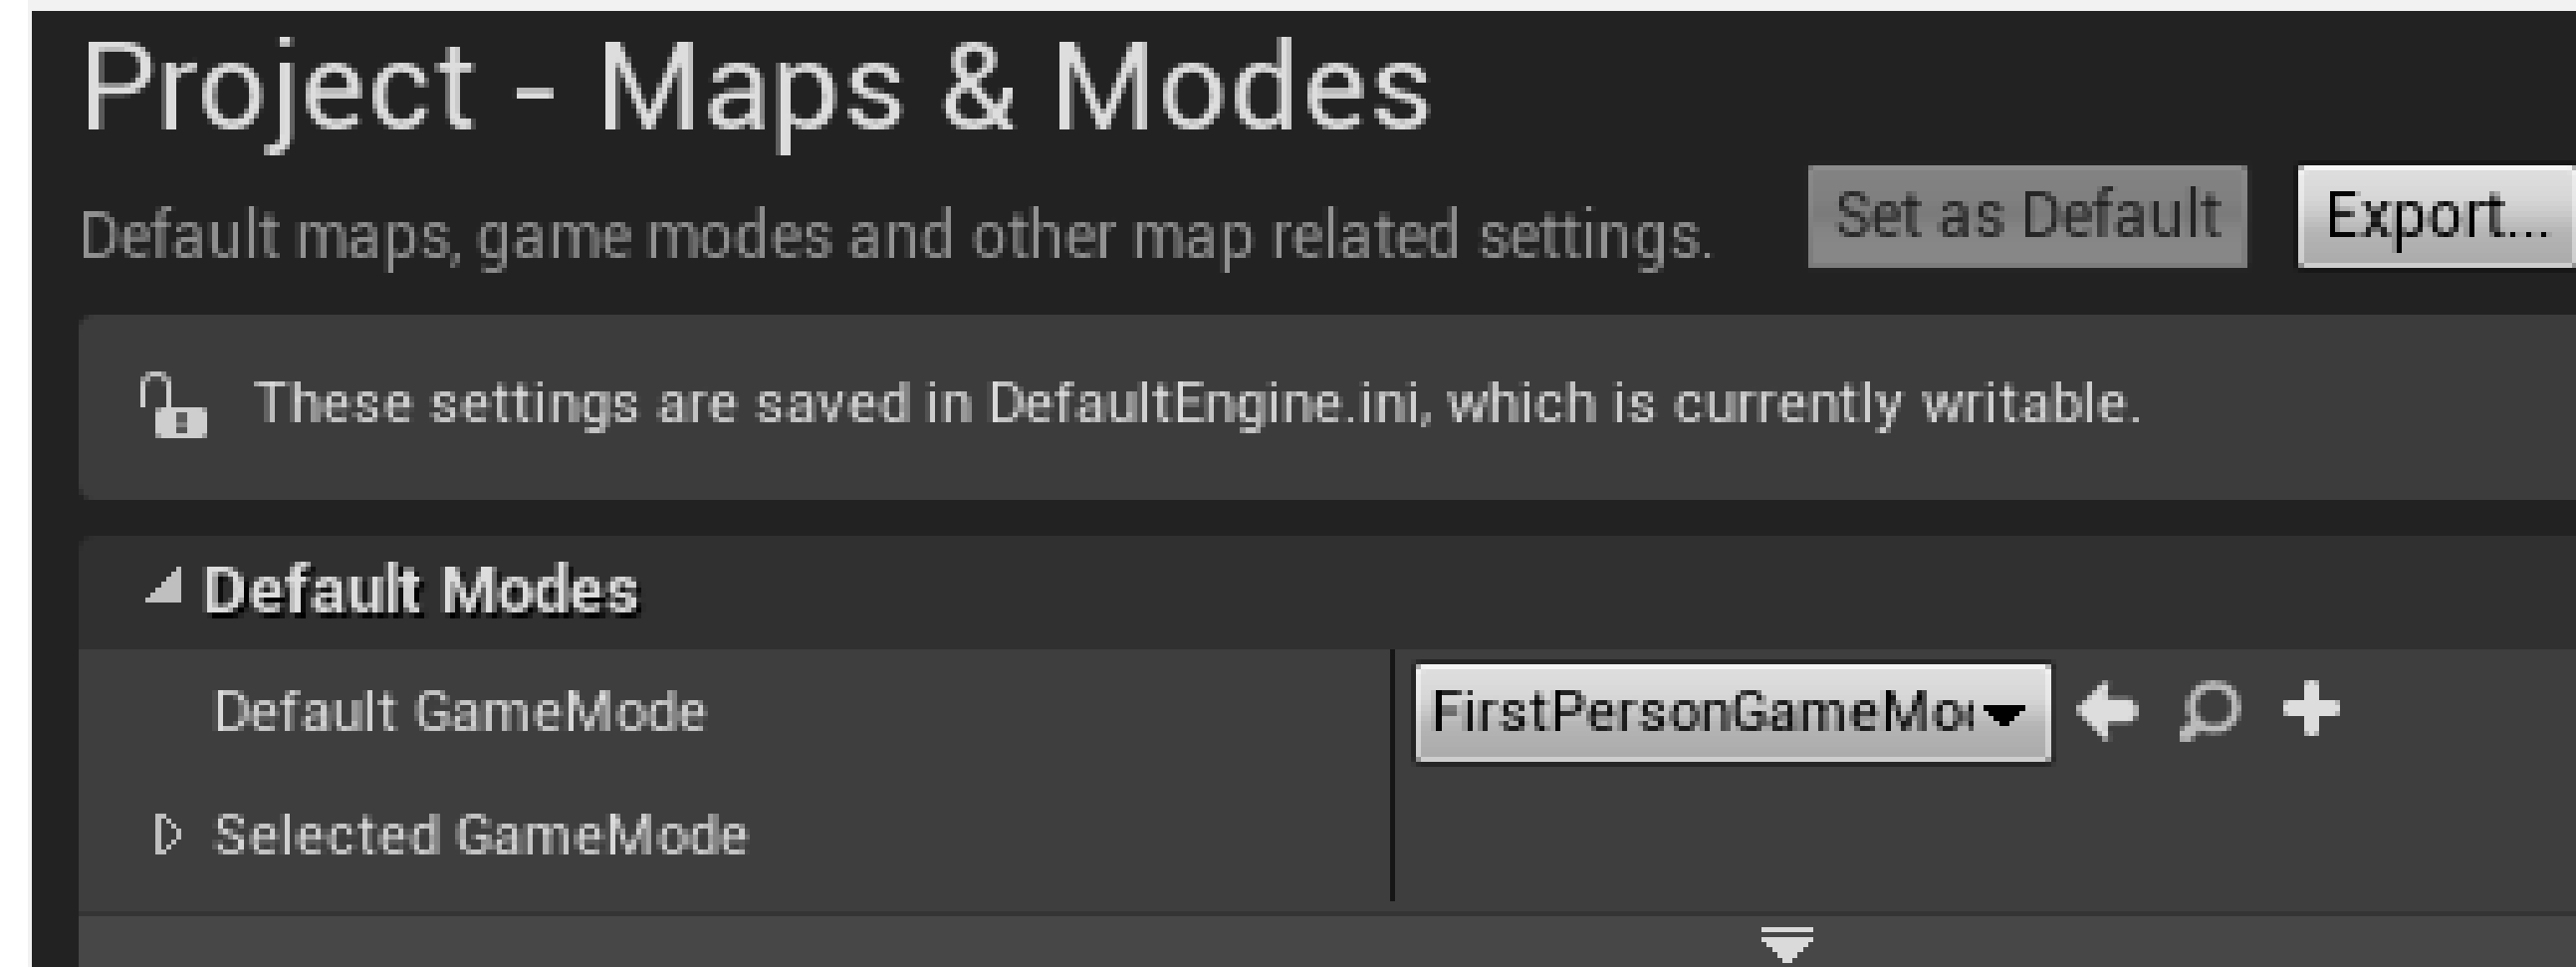 Project - Maps & Modes
Default maps, game modes and other map related settings.
Set as Default
Export...
These settings are saved in DefaultEngine.ini, which is currently writable.
Default Modes
Default GameMode
FirstPersonGameMo
Selected GameMode